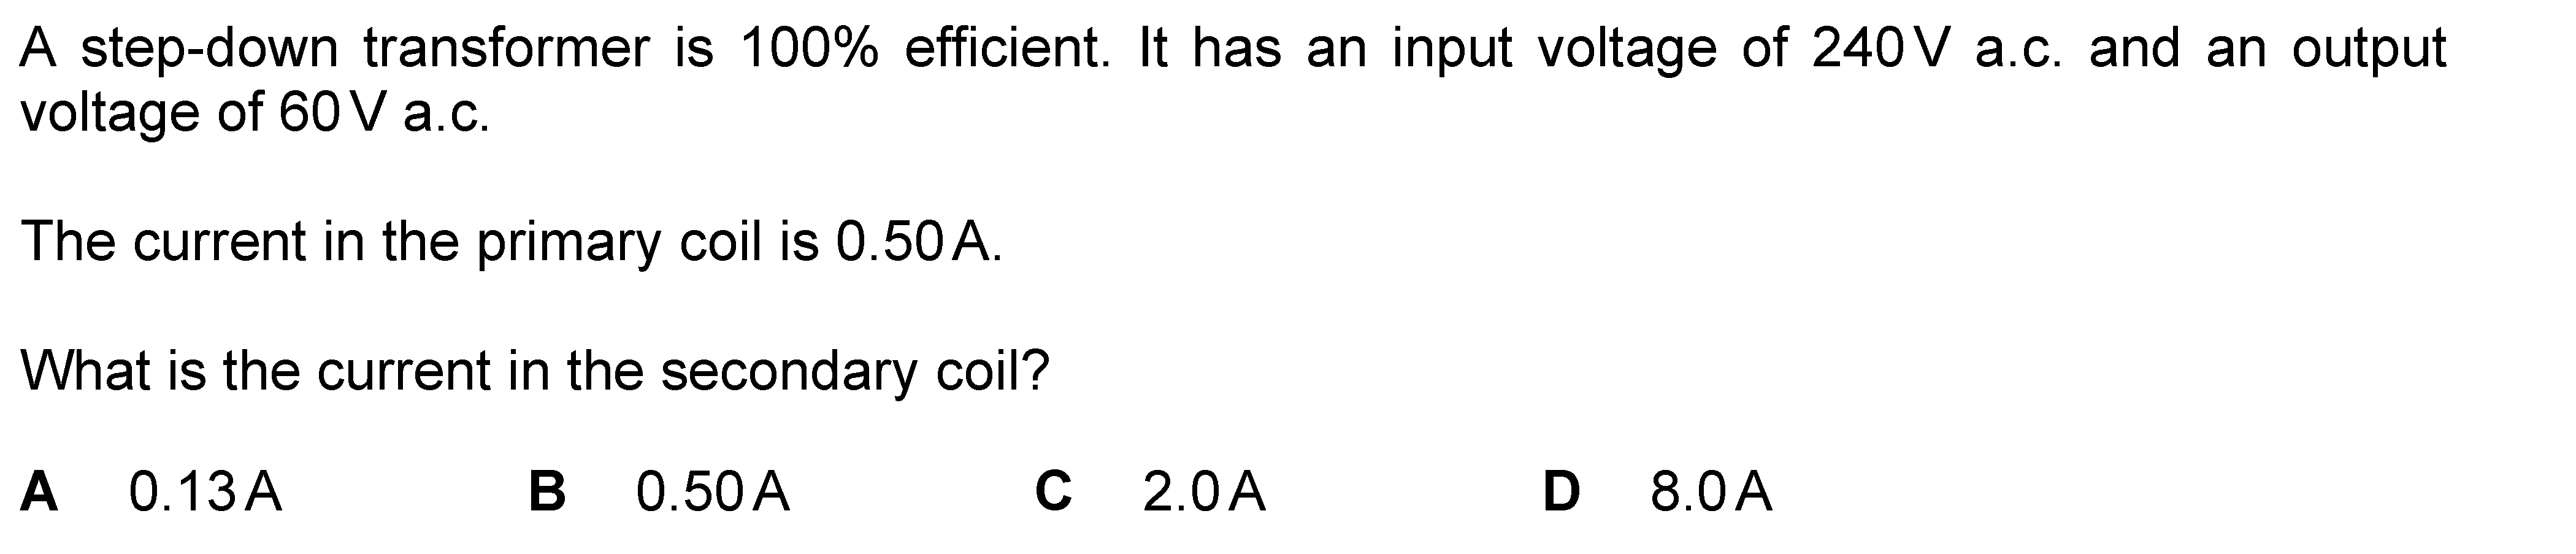 A step-down transformer is 100% efficient. It has an input voltage of 240 V a.c. and an output
voltage of 60 V a.c.
The current in the primary coil is 0.50 A.
What is the current in the secondary coil?
A 0.13 A B 0.50 A C 2.0 A D 8.0 A